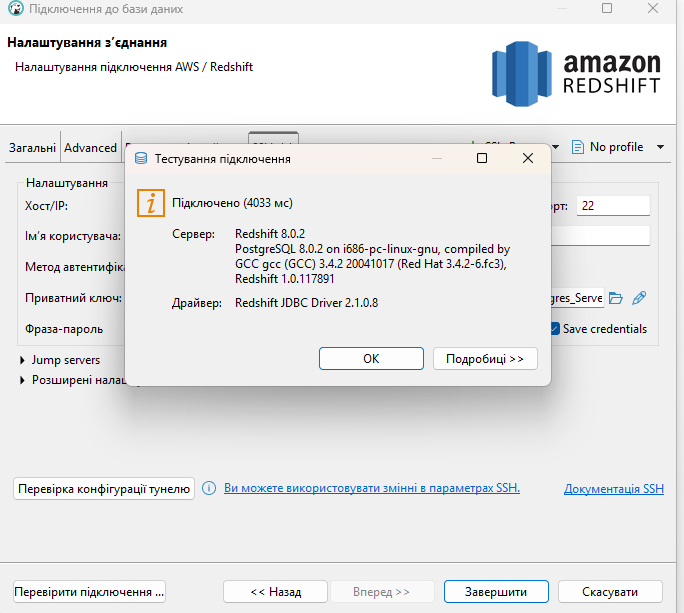 Підключення до бази даних
Налаштування з’єднання
Налаштування підключення AWS / Redshift
amazon
REDSHIFT
Загальні
Advanced
No profile
Тестування підключення
Налаштування
Хост/IP:
22
Ім’я користувача:
Метод автентифіка
Приватний ключ:
gres_Serve
Фраза-пароль
Save credentials
Підключено (4033 мс)
Сервер:
Redshift 8.0.2
PostgreSQL 8.0.2 on i686-pc-linux-gnu, compiled by
GCC gcc (GCC) 3.4.2 20041017 (Red Hat 3.4.2-6.fc3),
Redshift 1.0.117891
Драйвер:
Redshift JDBC Driver 2.1.0.8
ОК
Подробиці >>
Jump servers
Розширені нала
Перевірка конфігурації тунелю
Ви можете використовувати змінні в параметрах SSH.
Документація SSH
Перевірити підключення ...
<< Назад
Вперед >>
Завершити
Скасувати